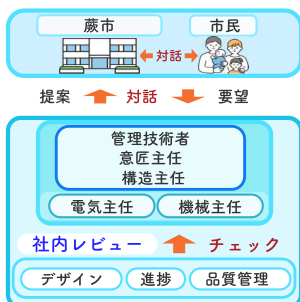 蕨市 市民
対話
提案 対話 要望
管理技術者
意匠主任
構造主任
電気主任 機械主任
社内レビュー チェック
デザイン 進捗 品質管理